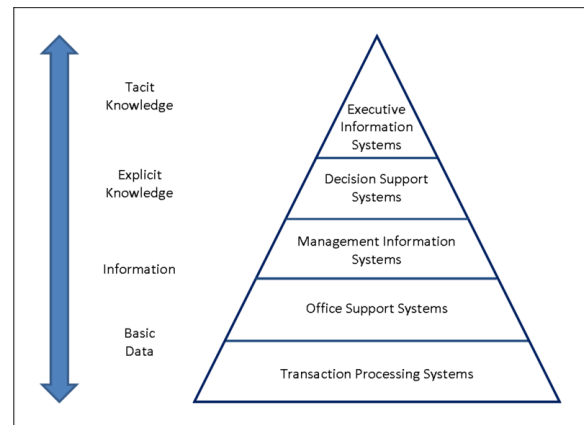 Tacit
Knowledge
Executive
Information
Systems
Explicit
Knowledge
Decision Support
Systems
Information
Management Information
Systems
Basic
Data
Office Support Systems
Transaction Processing Systems